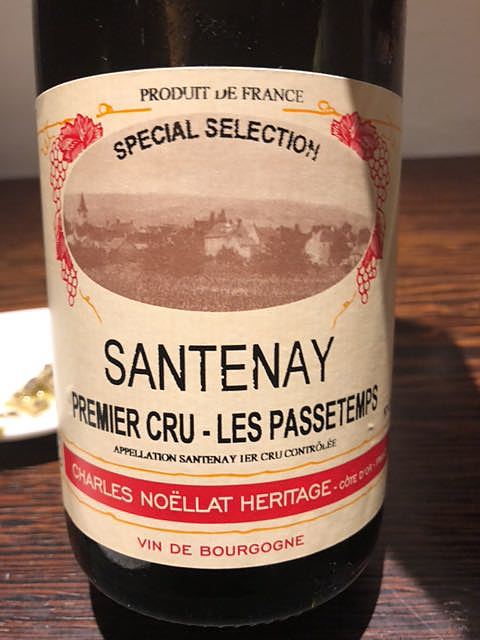 PRODUIT DE FRANCE
SPECIAL SELECTION
SANTENAY
PREMIER CRU - LES PASSETEMPS
APPELLATION SANTENAY 1ER CRU CONTRÔLÉE
CHARLES NOËLLAT HERITAGE - CÔTE D'OR -
VIN DE BOURGOGNE